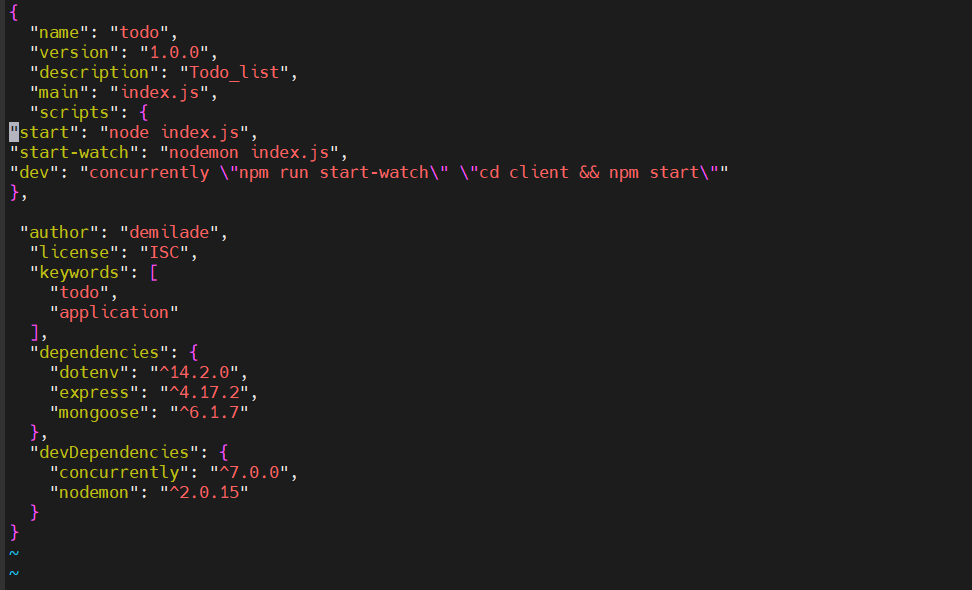 {
  "name": "todo",
  "version": "1.0.0",
  "description": "Todo_list",
  "main": "index.js",
  "scripts": {
"start": "node index.js",
"start-watch": "nodemon index.js",
"dev": "concurrently \"npm run start-watch\" \"cd client && npm start\""
},

 "author": "demilade",
  "license": "ISC",
  "keywords": [
    "todo",
    "application"
  ],
  "dependencies": {
    "dotenv": "^14.2.0",
    "express": "^4.17.2",
    "mongoose": "^6.1.7"
  },
  "devDependencies": {
    "concurrently": "^7.0.0",
    "nodemon": "^2.0.15"
  }
}
~
~